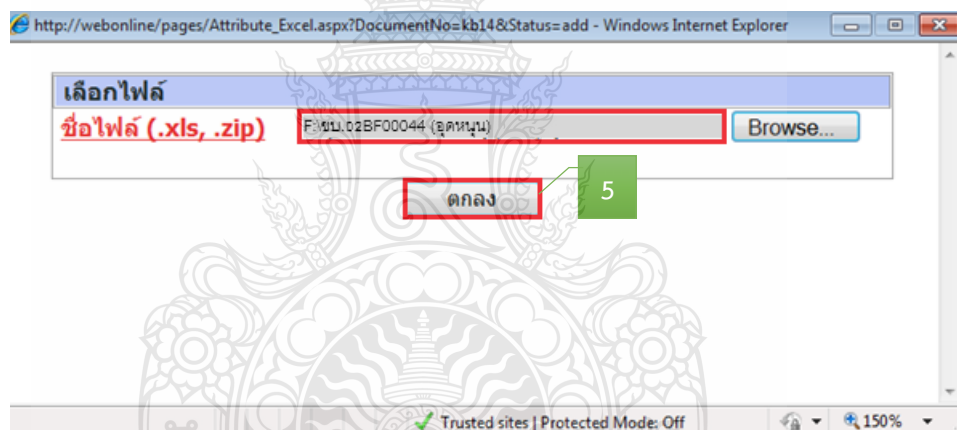 http://webonline/pages/Attribute_Excel.aspx?DocumentNo=kb14&Status=add - Windows Internet Explorer
เลือกไฟล์
ชื่อไฟล์ (.xls, .zip)
F:\ขบ.02BF00044 (อุดหนุน)
Browse...
ตกลง
5
Trusted sites | Protected Mode: Off
150%